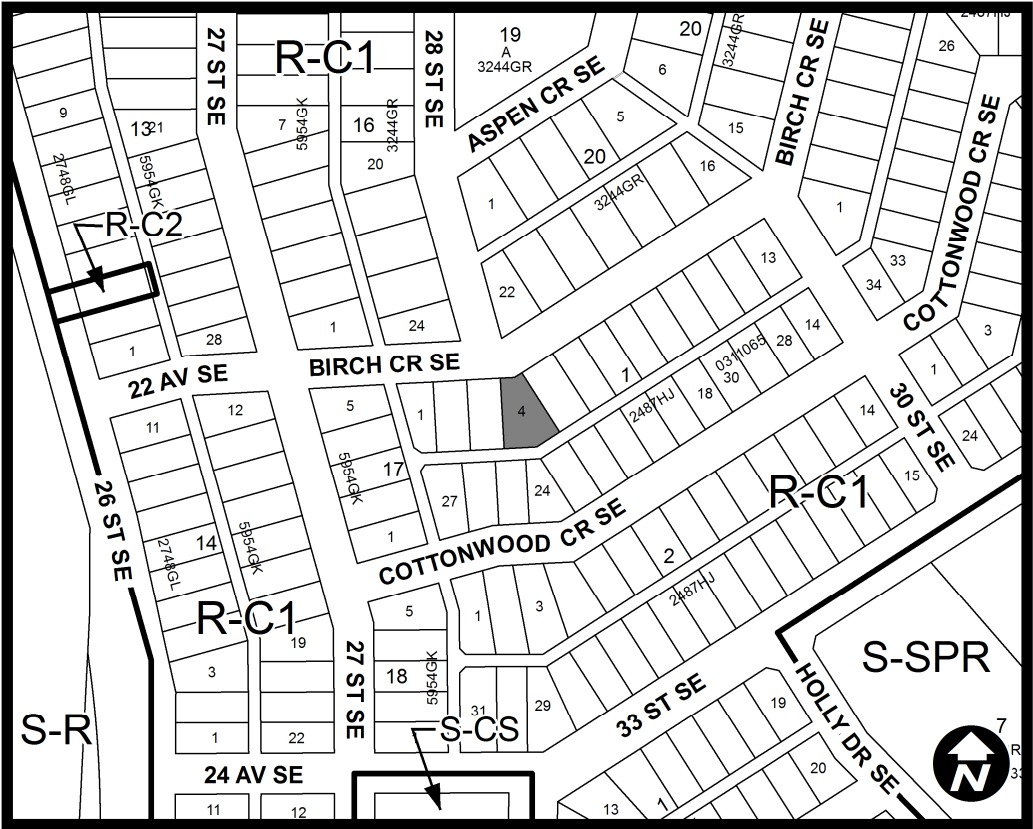 27 ST SE
R-C1
28 ST SE
19
A
3244GR
20
3244GR
6
BIRCH CR SE
26
COTTONWOOD CR SE
9
13
21
2748GL
5954GK
7
5954GK
16
3244GR
20
ASPEN CR SE
5
20
15
16
3244GR
1
1
R-C2
22
13
33
34
COTTONWOOD CR SE
3
1
28
1
24
BIRCH CR SE
22 AV SE
14
28
0311065
30
18
2487HJ
1
1
12
5
1
4
11
30 ST SE
14
24
17
5954GK
1
27
24
R-C1
15
26 ST SE
14
2748GL
5954GK
COTTONWOOD CR SE
2
2487HJ
R-C1
5
1
3
19
3
27 ST SE
18
5954GK
S-SPR
HOLLY DR SE
33 ST SE
31
29
19
S-R
1
22
S-CS
7
R
N
24 AV SE
20
11
12
13
1